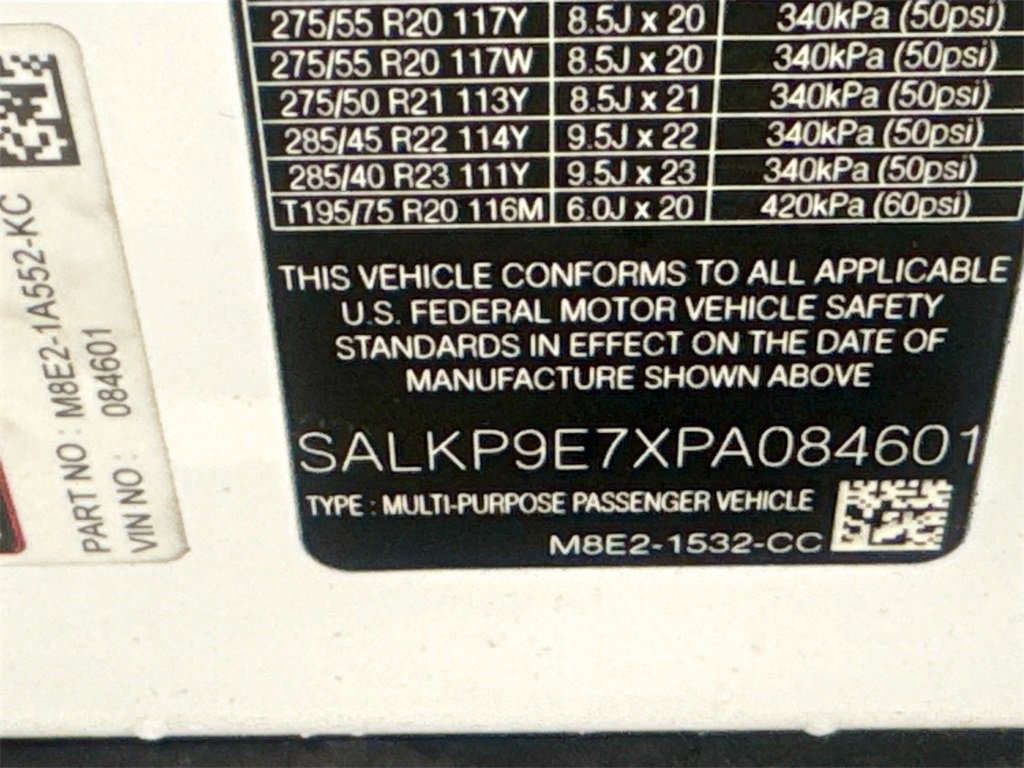 275/55 R20 117Y 8.5J x 20 340kPa (50psi)
275/55 R20 117W 8.5J x 20 340kPa (50psi)
275/50 R21 113Y 8.5J x 21 340kPa (50psi)
285/45 R22 114Y 9.5J x 22 340kPa (50psi)
285/40 R23 111Y 9.5J x 23 340kPa (50psi)
T195/75 R20 116M 6.0J x 20 420kPa (60psi)
THIS VEHICLE CONFORMS TO ALL APPLICABLE
U.S. FEDERAL MOTOR VEHICLE SAFETY
STANDARDS IN EFFECT ON THE DATE OF
MANUFACTURE SHOWN ABOVE
SALKP9E7XPA084601
TYPE : MULTI-PURPOSE PASSENGER VEHICLE
M8E2-1532-CC
PART NO : M8E2-1A552-KC
VIN NO : 084601